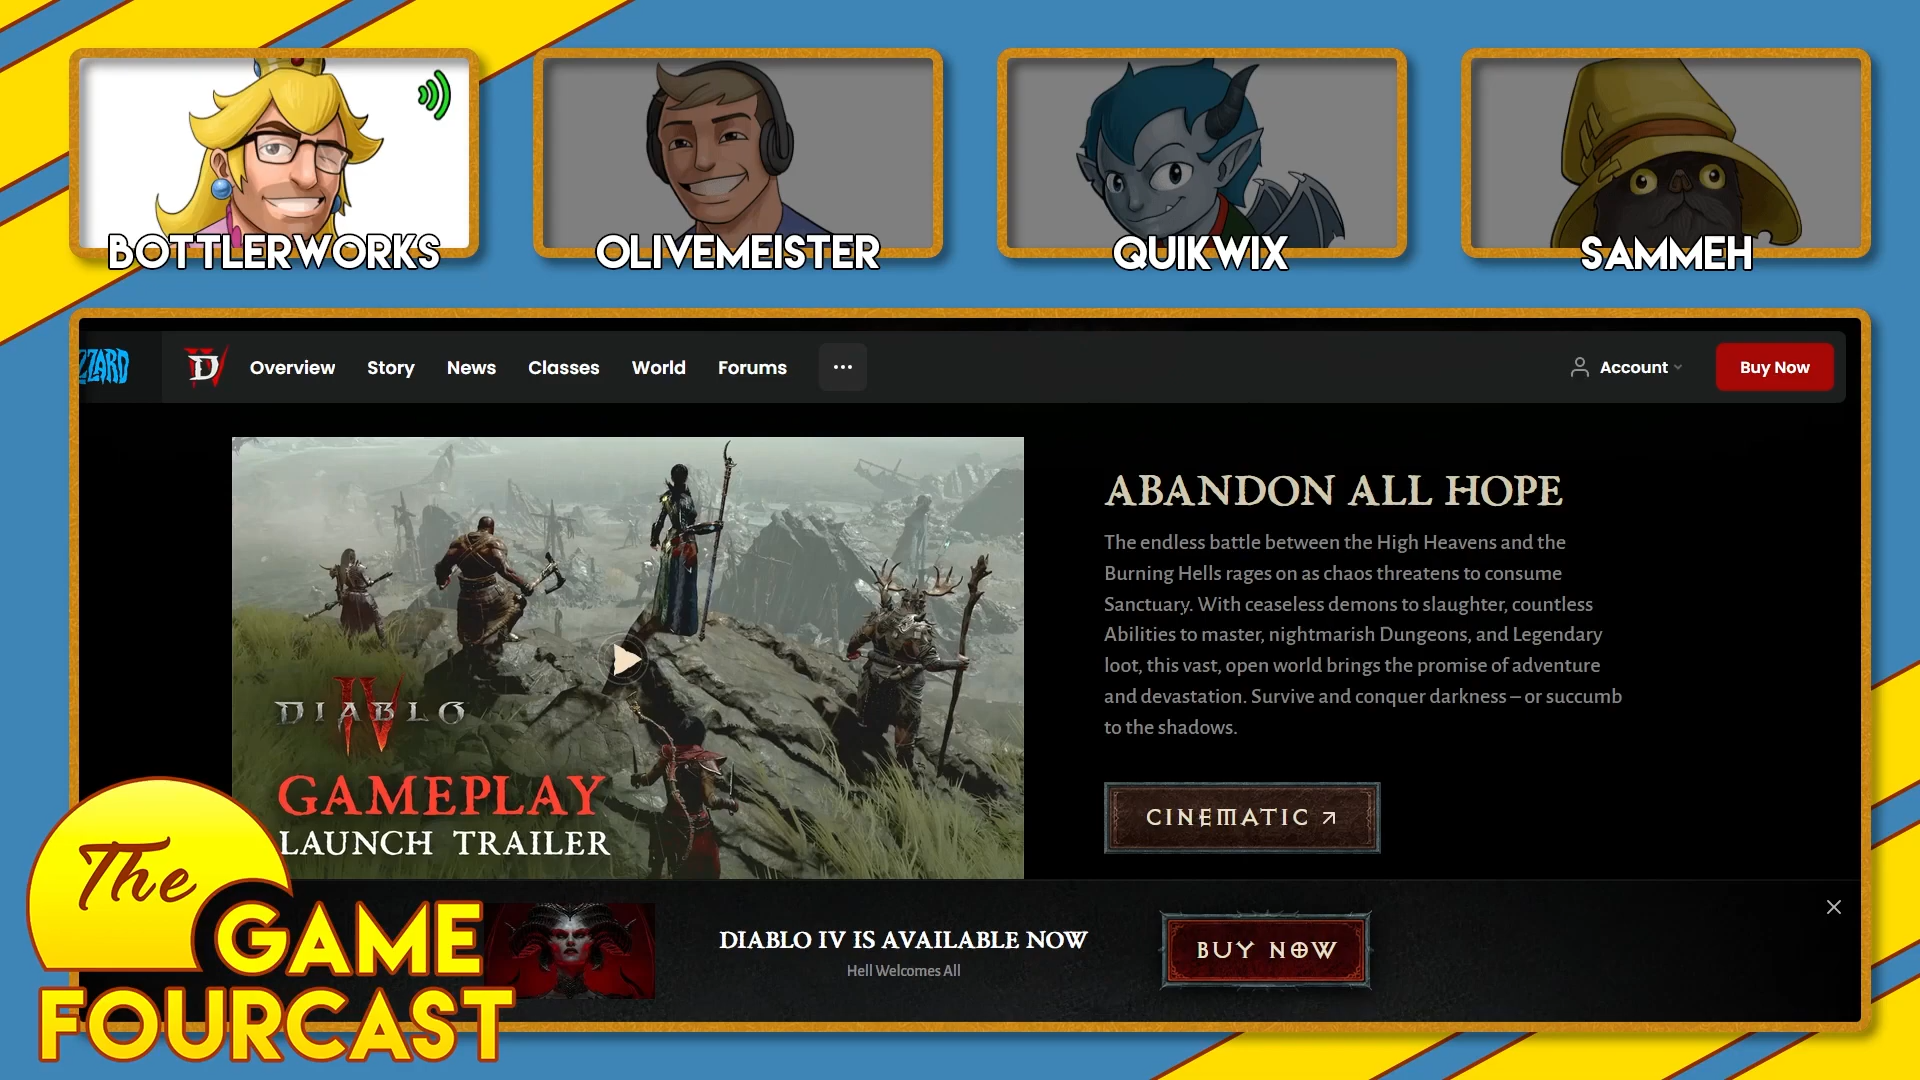 BOTTLERWORKS
OLIVEMEISTER
QUIKWIX
SAMMEH
ZZARD
D IV
Overview
Story
News
Classes
World
Forums
...
Account
Buy Now
DIABLO IV
GAMEPLAY
LAUNCH TRAILER
ABANDON ALL HOPE
The endless battle between the High Heavens and the
Burning Hells rages on as chaos threatens to consume
Sanctuary. With ceaseless demons to slaughter, countless
Abilities to master, nightmarish Dungeons, and Legendary
loot, this vast, open world brings the promise of adventure
and devastation. Survive and conquer darkness – or succumb
to the shadows.
CINEMATIC
DIABLO IV IS AVAILABLE NOW
Hell Welcomes All
BUY NOW
The
GAME
FOURCAST